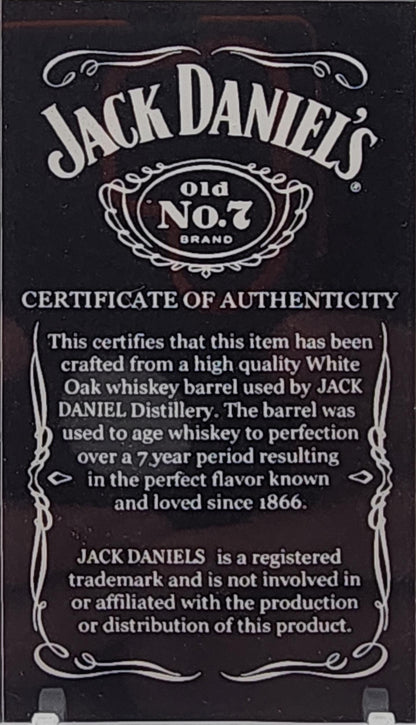 JACK DANIEL'S®
Old
No.7
BRAND
CERTIFICATE OF AUTHENTICITY
This certifies that this item has been
crafted from a high quality White
Oak whiskey barrel used by JACK
DANIEL Distillery. The barrel was
used to age whiskey to perfection
over a 7 year period resulting
in the perfect flavor known
and loved since 1866.
JACK DANIELS is a registered
trademark and is not involved in
or affiliated with the production
or distribution of this product.